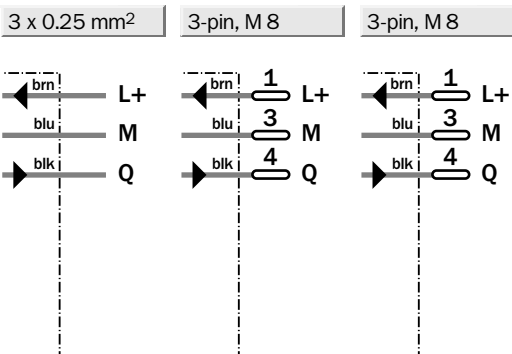 3 x 0.25 mm² 3-pin, M 8 3-pin, M 8
brn L+ brn 1 L+ brn 1 L+
blu M blu 3 M blu 3 M
blk Q blk 4 Q blk 4 Q